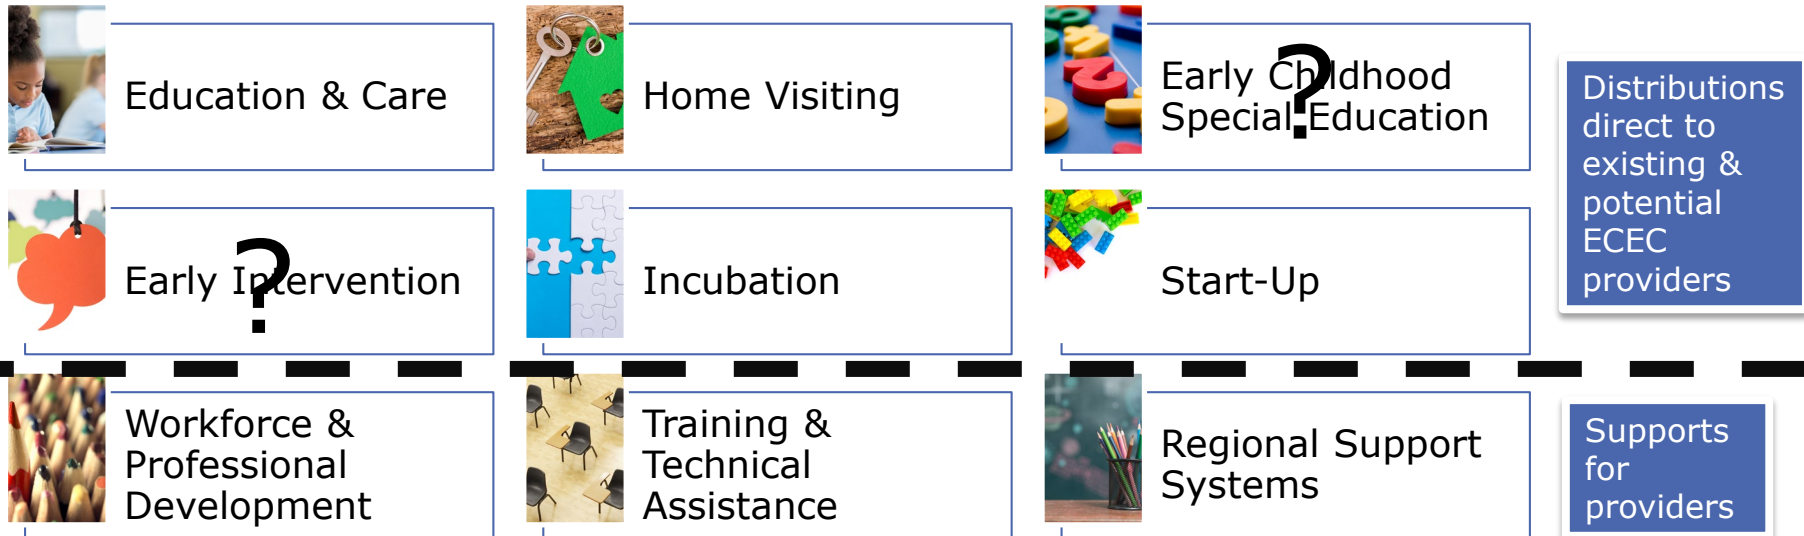 Education & Care
Home Visiting
Early Childhood
Special Education
?
Distributions
direct to
existing &
potential
ECEC
providers
Early Intervention
?
Incubation
Start-Up
Workforce &
Professional
Development
Training &
Technical
Assistance
Regional Support
Systems
Supports
for
providers